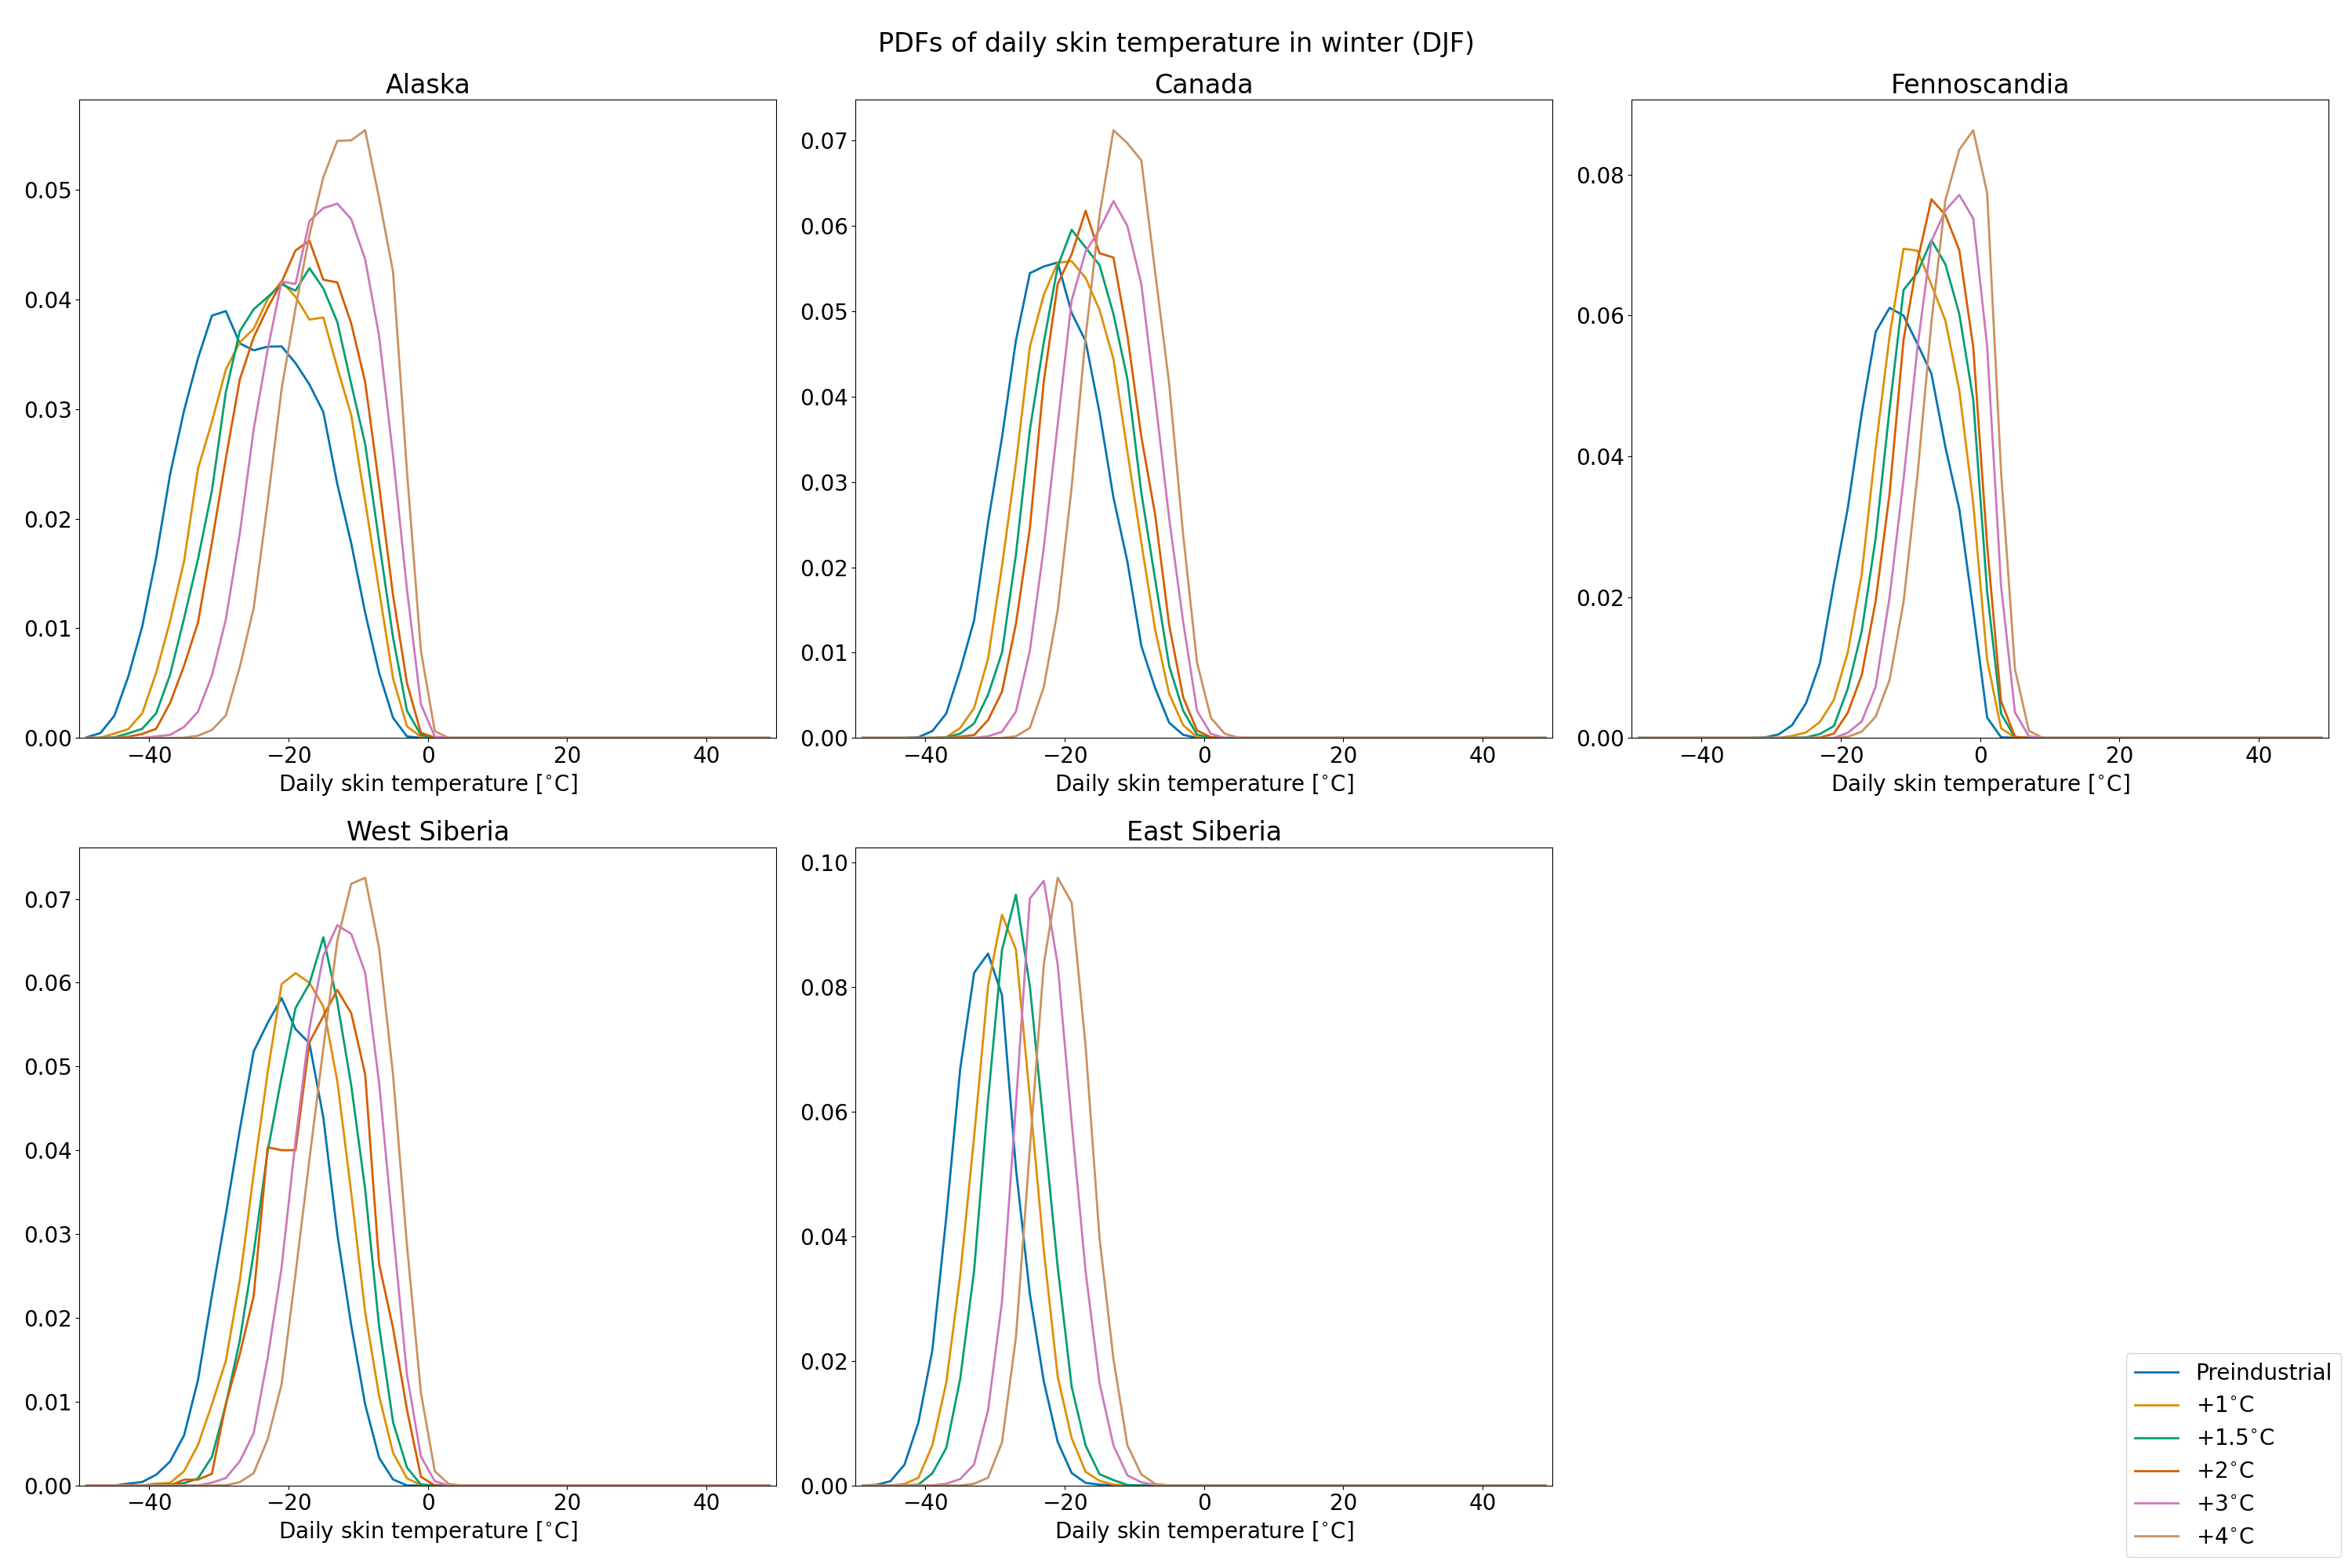 PDFs of daily skin temperature in winter (DJF)
Alaska
0.05
0.04
0.03
0.02
0.01
0.00
−40 −20 0 20 40
Daily skin temperature [°C]
Canada
0.07
0.06
0.05
0.04
0.03
0.02
0.01
0.00
−40 −20 0 20 40
Daily skin temperature [°C]
Fennoscandia
0.08
0.06
0.04
0.02
0.00
−40 −20 0 20 40
Daily skin temperature [°C]
West Siberia
0.07
0.06
0.05
0.04
0.03
0.02
0.01
0.00
−40 −20 0 20 40
Daily skin temperature [°C]
East Siberia
0.10
0.08
0.06
0.04
0.02
0.00
−40 −20 0 20 40
Daily skin temperature [°C]
Preindustrial
+1°C
+1.5°C
+2°C
+3°C
+4°C